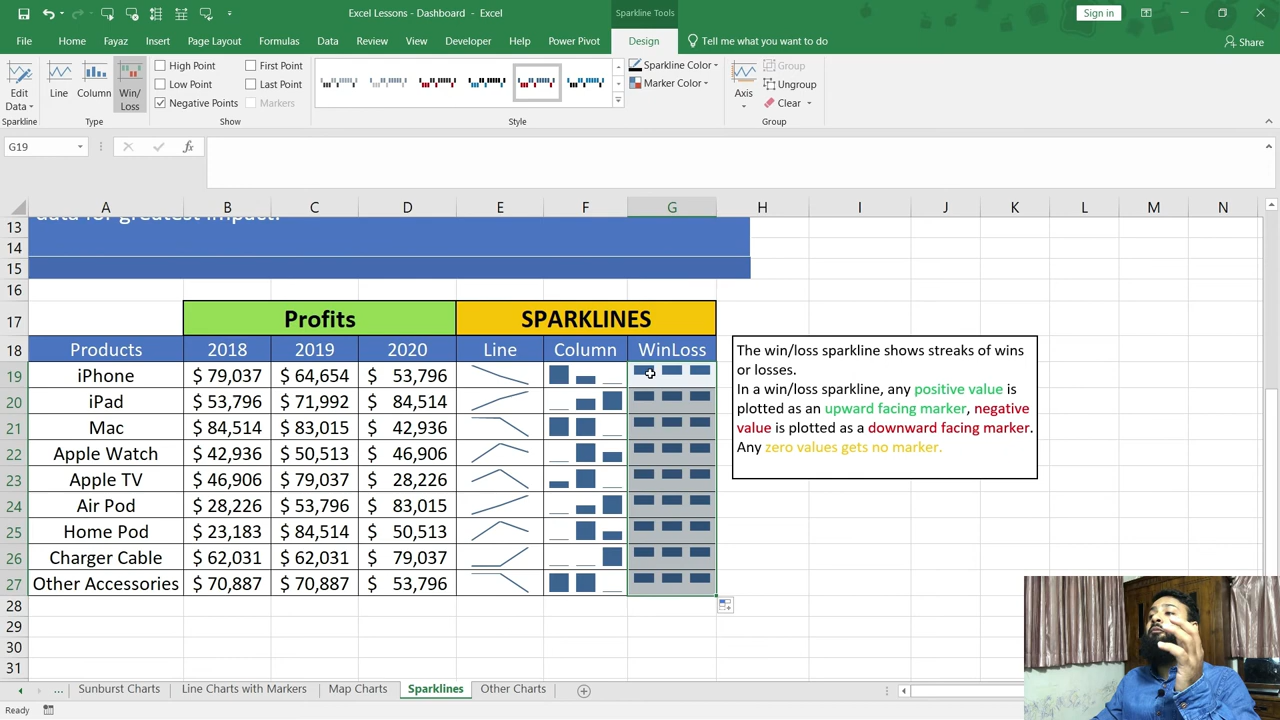 Excel Lessons - Dashboard - Excel
Sparkline Tools
Sign in
File Home Fayaz Insert Page Layout Formulas Data Review View Developer Help Power Pivot Design Tell me what you want to do Share
Edit Data
Line
Column
Win/Loss
High Point
First Point
Low Point
Last Point
Negative Points
Markers
Sparkline Color
Marker Color
Axis
Group
Ungroup
Clear
Sparkline Type Show Style Group
G19
fx
A B C D E F G H I J K L M N
data for greatest impact.
13
14
15
16
17 Profits SPARKLINES
18 Products 2018 2019 2020 Line Column WinLoss
19 iPhone $ 79,037 $ 64,654 $ 53,796
20 iPad $ 53,796 $ 71,992 $ 84,514
21 Mac $ 84,514 $ 83,015 $ 42,936
22 Apple Watch $ 42,936 $ 50,513 $ 46,906
23 Apple TV $ 46,906 $ 79,037 $ 28,226
24 Air Pod $ 28,226 $ 53,796 $ 83,015
25 Home Pod $ 23,183 $ 84,514 $ 50,513
26 Charger Cable $ 62,031 $ 62,031 $ 79,037
27 Other Accessories $ 70,887 $ 70,887 $ 53,796
28
29
30
31
The win/loss sparkline shows streaks of wins
or losses.
In a win/loss sparkline, any positive value is
plotted as an upward facing marker, negative
value is plotted as a downward facing marker.
Any zero values gets no marker.
... Sunburst Charts Line Charts with Markers Map Charts Sparklines Other Charts
Ready